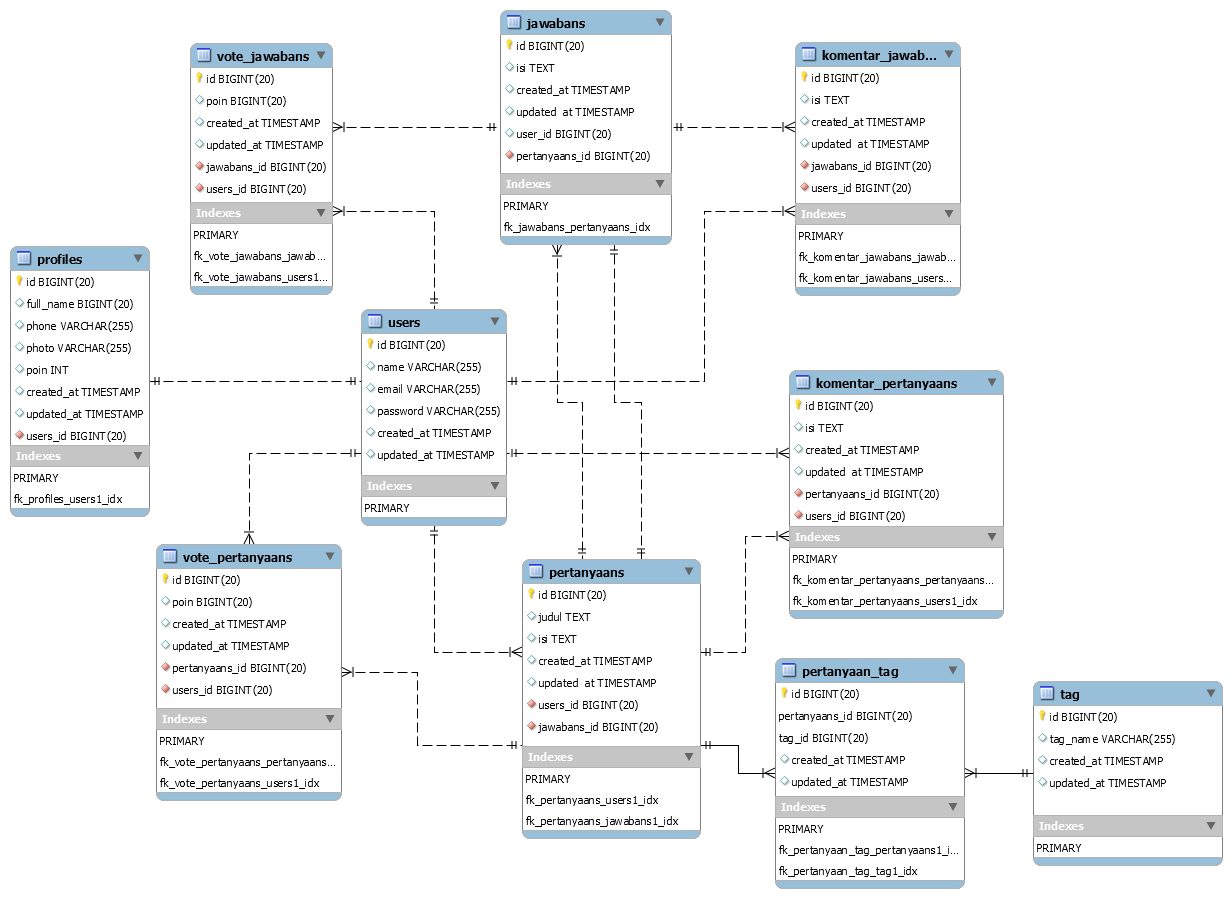 jawabans
id BIGINT(20)
isi TEXT
created_at TIMESTAMP
updated_at TIMESTAMP
user_id BIGINT(20)
pertanyaans_id BIGINT(20)
Indexes
PRIMARY
fk_jawabans_pertanyaans_idx
vote_jawabans
id BIGINT(20)
poin BIGINT(20)
created_at TIMESTAMP
updated_at TIMESTAMP
jawabans_id BIGINT(20)
users_id BIGINT(20)
Indexes
PRIMARY
fk_vote_jawabans_jawab...
fk_vote_jawabans_users1...
komentar_jawab...
id BIGINT(20)
isi TEXT
created_at TIMESTAMP
updated_at TIMESTAMP
jawabans_id BIGINT(20)
users_id BIGINT(20)
Indexes
PRIMARY
fk_komentar_jawabans_jawab...
fk_komentar_jawabans_users...
profiles
id BIGINT(20)
full_name BIGINT(20)
phone VARCHAR(255)
photo VARCHAR(255)
poin INT
created_at TIMESTAMP
updated_at TIMESTAMP
users_id BIGINT(20)
Indexes
PRIMARY
fk_profiles_users1_idx
users
id BIGINT(20)
name VARCHAR(255)
email VARCHAR(255)
password VARCHAR(255)
created_at TIMESTAMP
updated_at TIMESTAMP
Indexes
PRIMARY
komentar_pertanyaans
id BIGINT(20)
isi TEXT
created_at TIMESTAMP
updated_at TIMESTAMP
pertanyaans_id BIGINT(20)
users_id BIGINT(20)
Indexes
PRIMARY
fk_komentar_pertanyaans_pertanyaans...
fk_komentar_pertanyaans_users1_idx
vote_pertanyaans
id BIGINT(20)
poin BIGINT(20)
created_at TIMESTAMP
updated_at TIMESTAMP
pertanyaans_id BIGINT(20)
users_id BIGINT(20)
Indexes
PRIMARY
fk_vote_pertanyaans_pertanyaans...
fk_vote_pertanyaans_users1_idx
pertanyaans
id BIGINT(20)
judul TEXT
isi TEXT
created_at TIMESTAMP
updated_at TIMESTAMP
users_id BIGINT(20)
jawabans_id BIGINT(20)
Indexes
PRIMARY
fk_pertanyaans_users1_idx
fk_pertanyaans_jawabans1_idx
pertanyaan_tag
id BIGINT(20)
pertanyaans_id BIGINT(20)
tag_id BIGINT(20)
created_at TIMESTAMP
updated_at TIMESTAMP
Indexes
PRIMARY
fk_pertanyaan_tag_pertanyaans1_i...
fk_pertanyaan_tag_tag1_idx
tag
id BIGINT(20)
tag_name VARCHAR(255)
created_at TIMESTAMP
updated_at TIMESTAMP
Indexes
PRIMARY